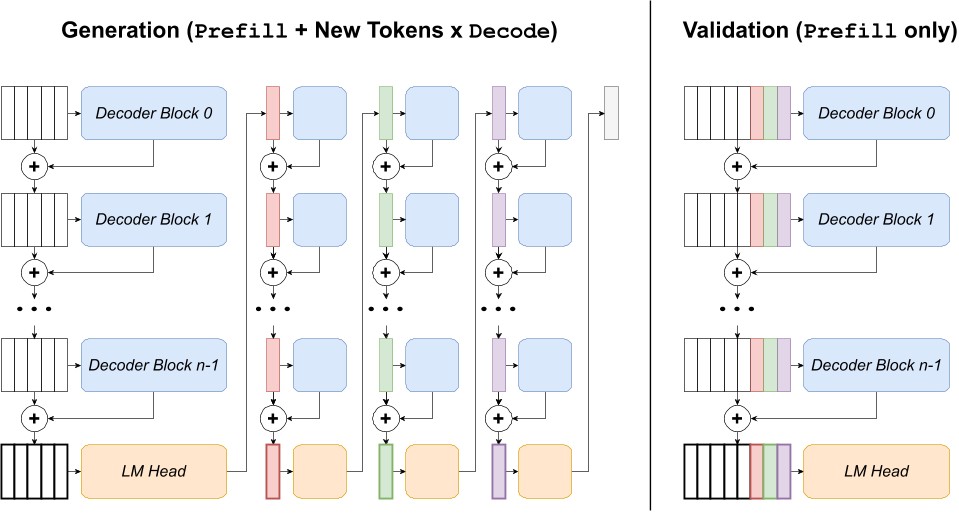 Generation (Prefill + New Tokens x Decode)
Validation (Prefill only)
Decoder Block 0
Decoder Block 0
+
+
+
+
+
Decoder Block 1
Decoder Block 1
+
+
+
+
+
• • •
• • •
• • •
• • •
• • •
Decoder Block n-1
Decoder Block n-1
+
+
+
+
+
LM Head
LM Head